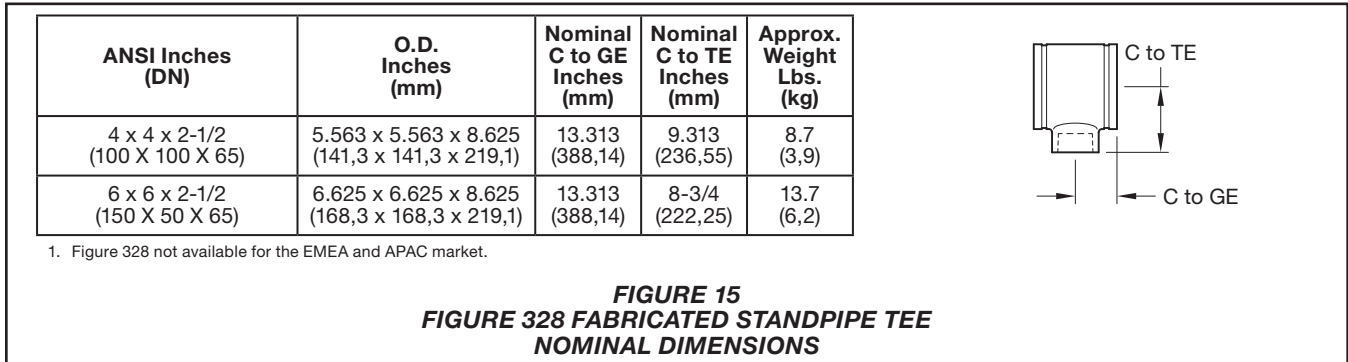 ANSI Inches
(DN)
O.D.
Inches
(mm)
Nominal
C to GE
Inches
(mm)
Nominal
C to TE
Inches
(mm)
Approx.
Weight
Lbs.
(kg)
4 x 4 x 2-1/2
(100 X 100 X 65)
5.563 x 5.563 x 8.625
(141,3 x 141,3 x 219,1)
13.313
(388,14)
9.313
(236,55)
8.7
(3,9)
6 x 6 x 2-1/2
(150 X 50 X 65)
6.625 x 6.625 x 8.625
(168,3 x 168,3 x 219,1)
13.313
(388,14)
8-3/4
(222,25)
13.7
(6,2)
1. Figure 328 not available for the EMEA and APAC market.
C to TE
C to GE
FIGURE 15
FIGURE 328 FABRICATED STANDPIPE TEE
NOMINAL DIMENSIONS